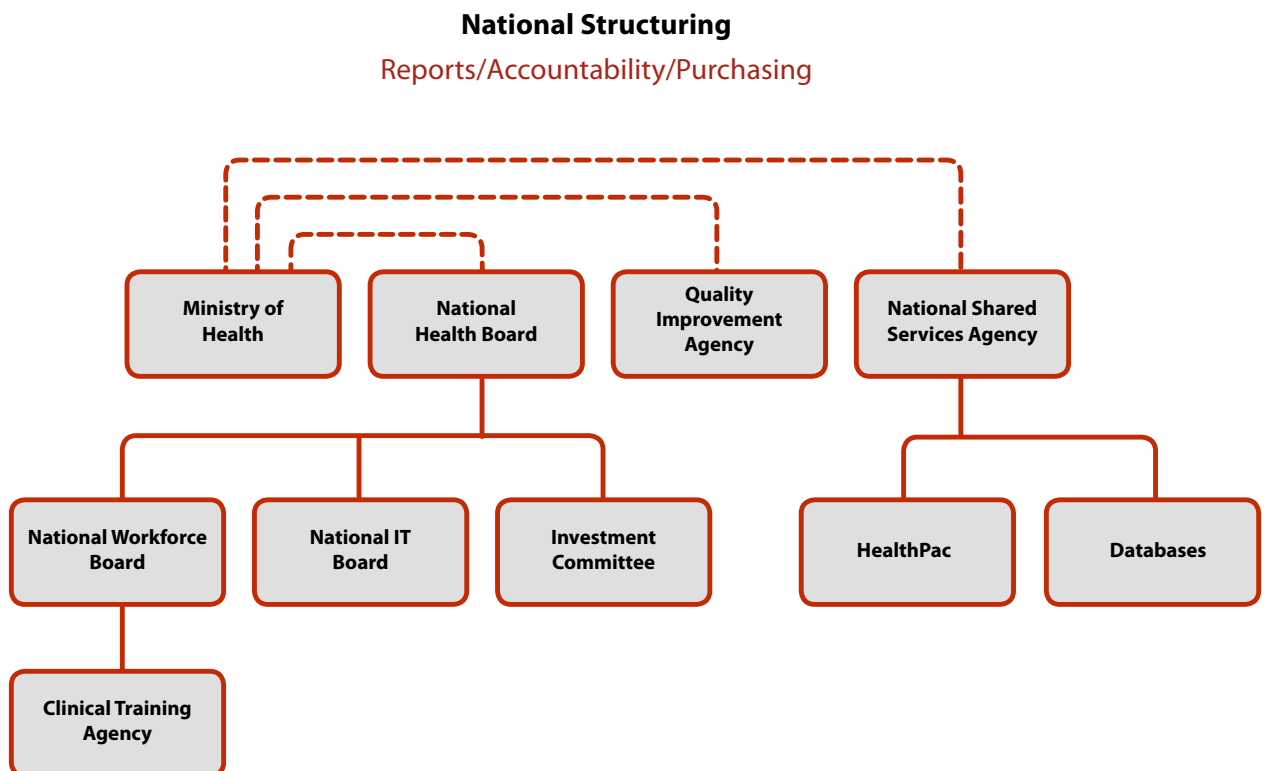 National Structuring
Reports/Accountability/Purchasing
Ministry of
Health
National
Health Board
Quality
Improvement
Agency
National Shared
Services Agency
National Workforce
Board
National IT
Board
Investment
Committee
HealthPac
Databases
Clinical Training
Agency